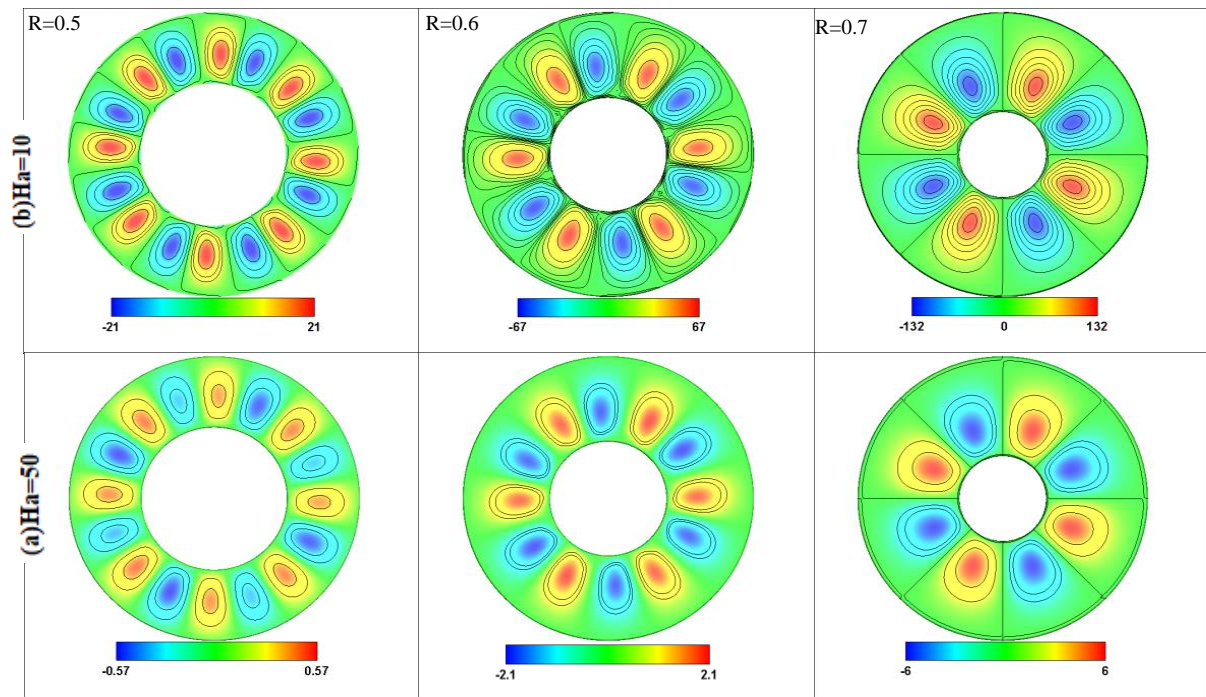 R=0.5
R=0.6
R=0.7
(b)Ha=10
-21 21
-67 67
-132 0 132
(a)Ha=50
-0.57 0.57
-2.1 2.1
-6 6